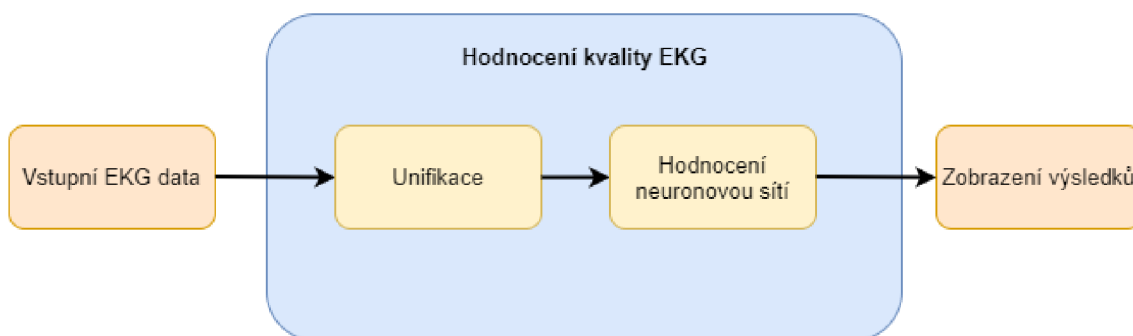 Hodnocení kvality EKG
Vstupní EKG data
Unifikace
Hodnocení
neuronovou sítí
Zobrazení výsledků